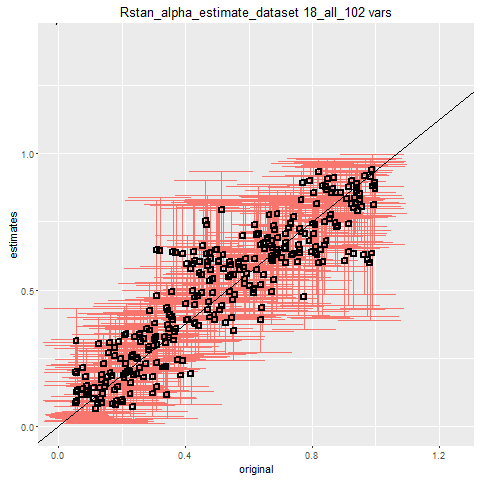 Rstan_alpha_estimate_dataset 18_all_102 vars
estimates
1.0
0.5
0.0
0.0 0.4 0.8 1.2
original